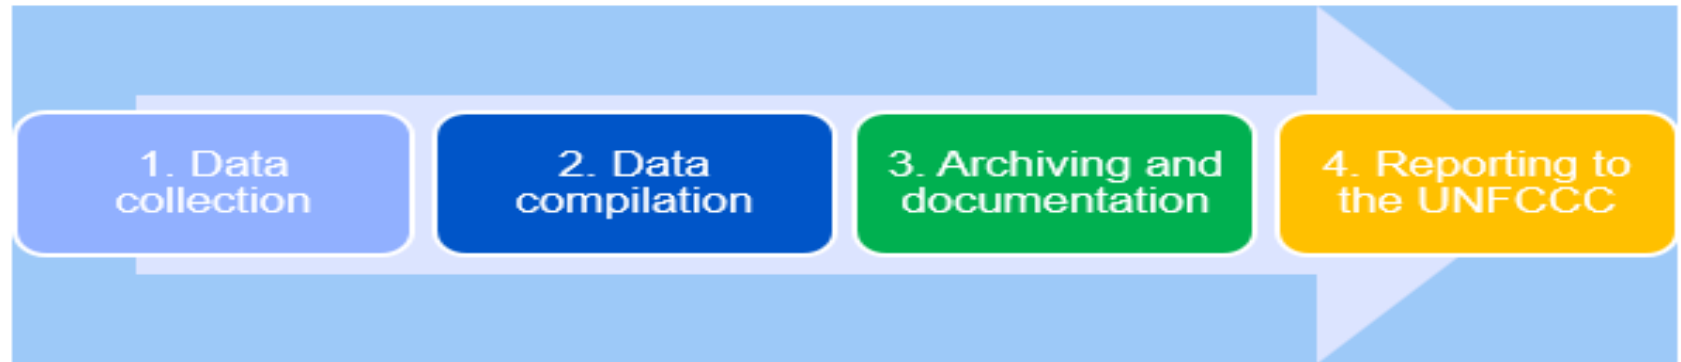 1. Data
collection
2. Data
compilation
3. Archiving and
documentation
4. Reporting to
the UNFCCC